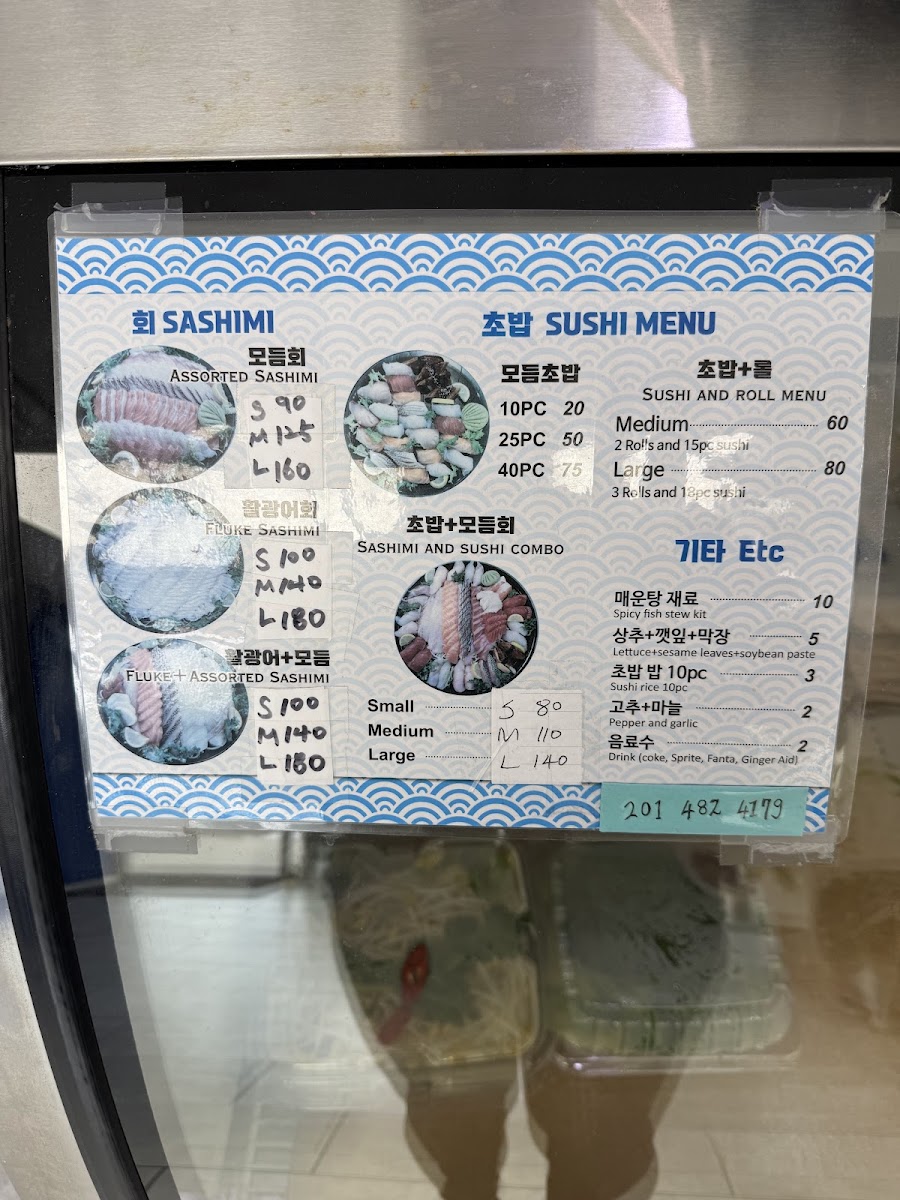 회 SASHIMI
모듬회
ASSORTED SASHIMI
S 90
M 125
L 160
활광어회
FLUKE SASHIMI
S 100
M 140
L 180
활광어+모듬
FLUKE+ASSORTED SASHIMI
S 100
M 140
L 180
초밥 SUSHI MENU
모듬초밥
10PC 20
25PC 50
40PC 75
초밥+모듬회
SASHIMI AND SUSHI COMBO
Small S 80
Medium M 110
Large L 140
초밥+롤
SUSHI AND ROLL MENU
Medium 60
2 Rolls and 15pc sushi
Large 80
3 Rolls and 18pc sushi
기타 Etc
매운탕 재료 10
Spicy fish stew kit
상추+깻잎+막장 5
Lettuce+sesame leaves+soybean paste
초밥 밥 10pc 3
Sushi rice 10pc
고추+마늘 2
Pepper and garlic
음료수 2
Drink (coke, Sprite, Fanta, Ginger Aid)
201 482 4179